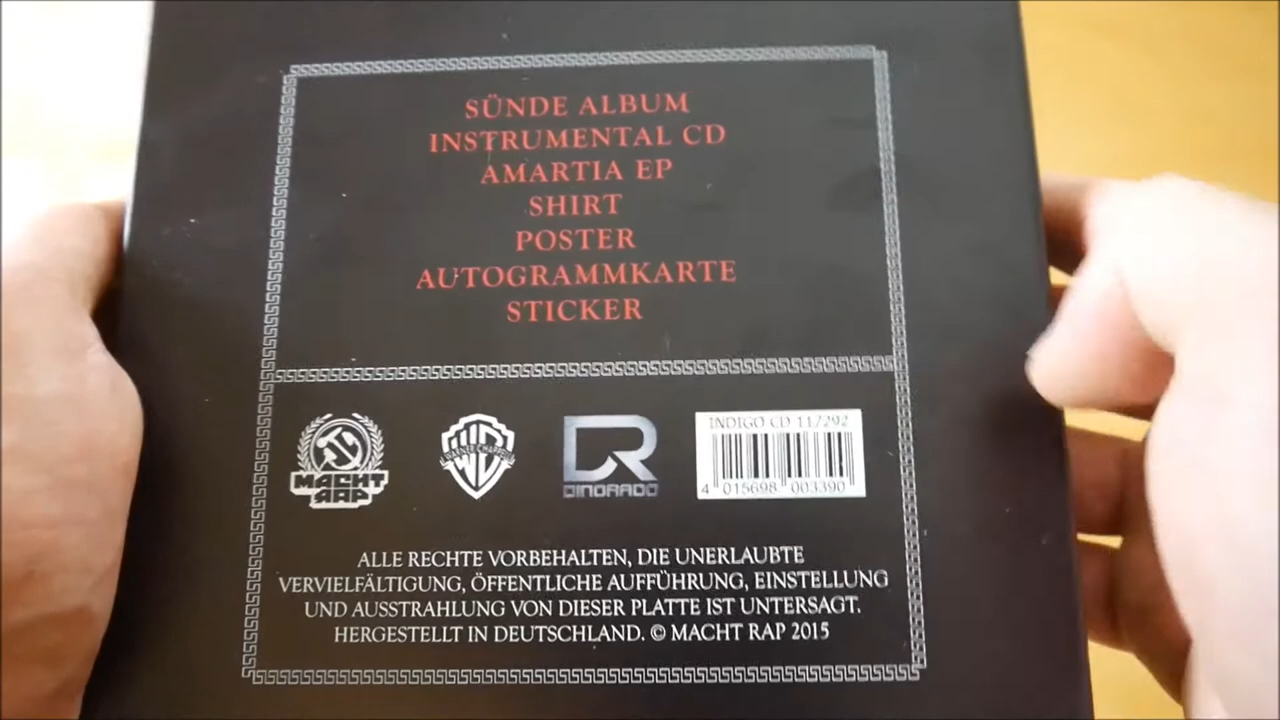 SÜNDE ALBUM
INSTRUMENTAL CD
AMARTIA EP
SHIRT
POSTER
AUTOGRAMMKARTE
STICKER
MACHT RAP
WARNER CHAPPELL
DINORADO
INDIGO CD 117292
4 015698 003390
ALLE RECHTE VORBEHALTEN, DIE UNERLAUBTE
VERVIELFÄLTIGUNG, ÖFFENTLICHE AUFFÜHRUNG, EINSTELLUNG
UND AUSSTRAHLUNG VON DIESER PLATTE IST UNTERSAGT.
HERGESTELLT IN DEUTSCHLAND. © MACHT RAP 2015